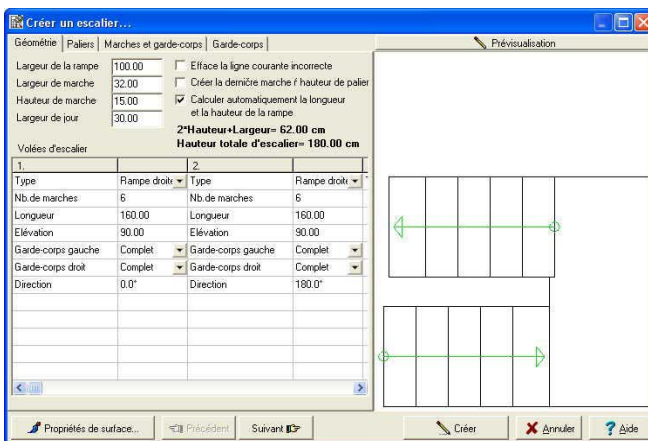 Créer un escalier...
Géométrie Paliers Marches et garde-corps Garde-corps Prévisualisation
Largeur de la rampe 100.00 Efface la ligne courante incorrecte
Largeur de marche 32.00 Créer la derničre marche ŕ hauteur de palier
Hauteur de marche 15.00 Calculer automatiquement la longueur et la hauteur de la rampe
Largeur de jour 30.00
2*Hauteur+Largeur= 62.00 cm
Hauteur totale d'escalier= 180.00 cm
Volées d'escalier
1. 2.
Type Rampe droite Type Rampe droite
Nb.de marches 6 Nb.de marches 6
Longueur 160.00 Longueur 160.00
Elévation 90.00 Elévation 90.00
Garde-corps gauche Complet Garde-corps gauche Complet
Garde-corps droit Complet Garde-corps droit Complet
Direction 0.0° Direction 180.0°
Propriétés de surface... Précédent Suivant Créer Annuler Aide